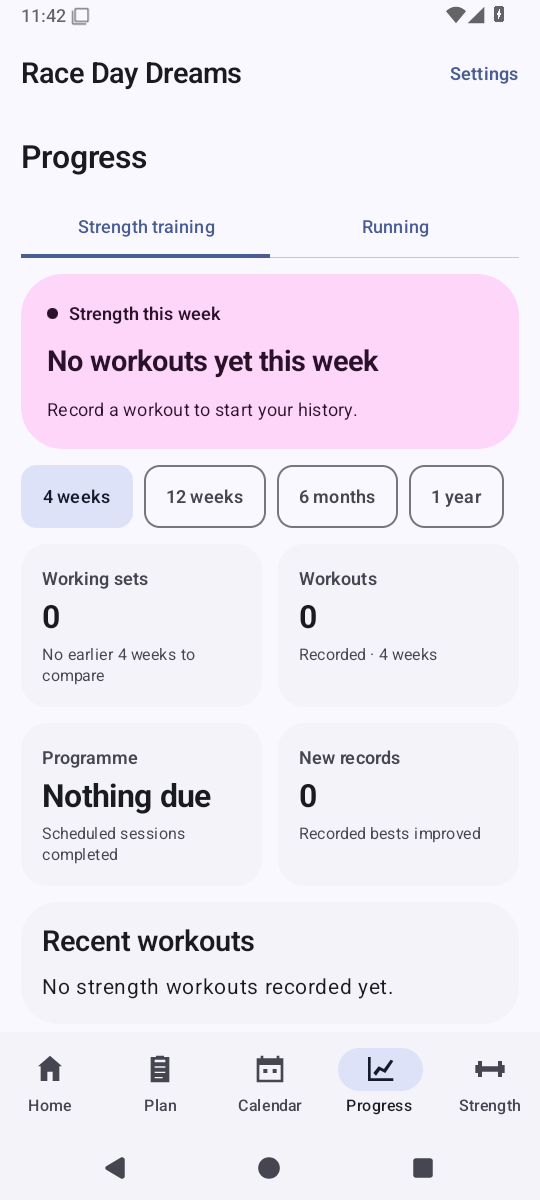 11:42
Race Day Dreams
Settings
Progress
Strength training
Running
Strength this week
No workouts yet this week
Record a workout to start your history.
4 weeks
12 weeks
6 months
1 year
Working sets
0
No earlier 4 weeks to
compare
Workouts
0
Recorded · 4 weeks
Programme
Nothing due
Scheduled sessions
completed
New records
0
Recorded bests improved
Recent workouts
No strength workouts recorded yet.
Home
Plan
Calendar
Progress
Strength